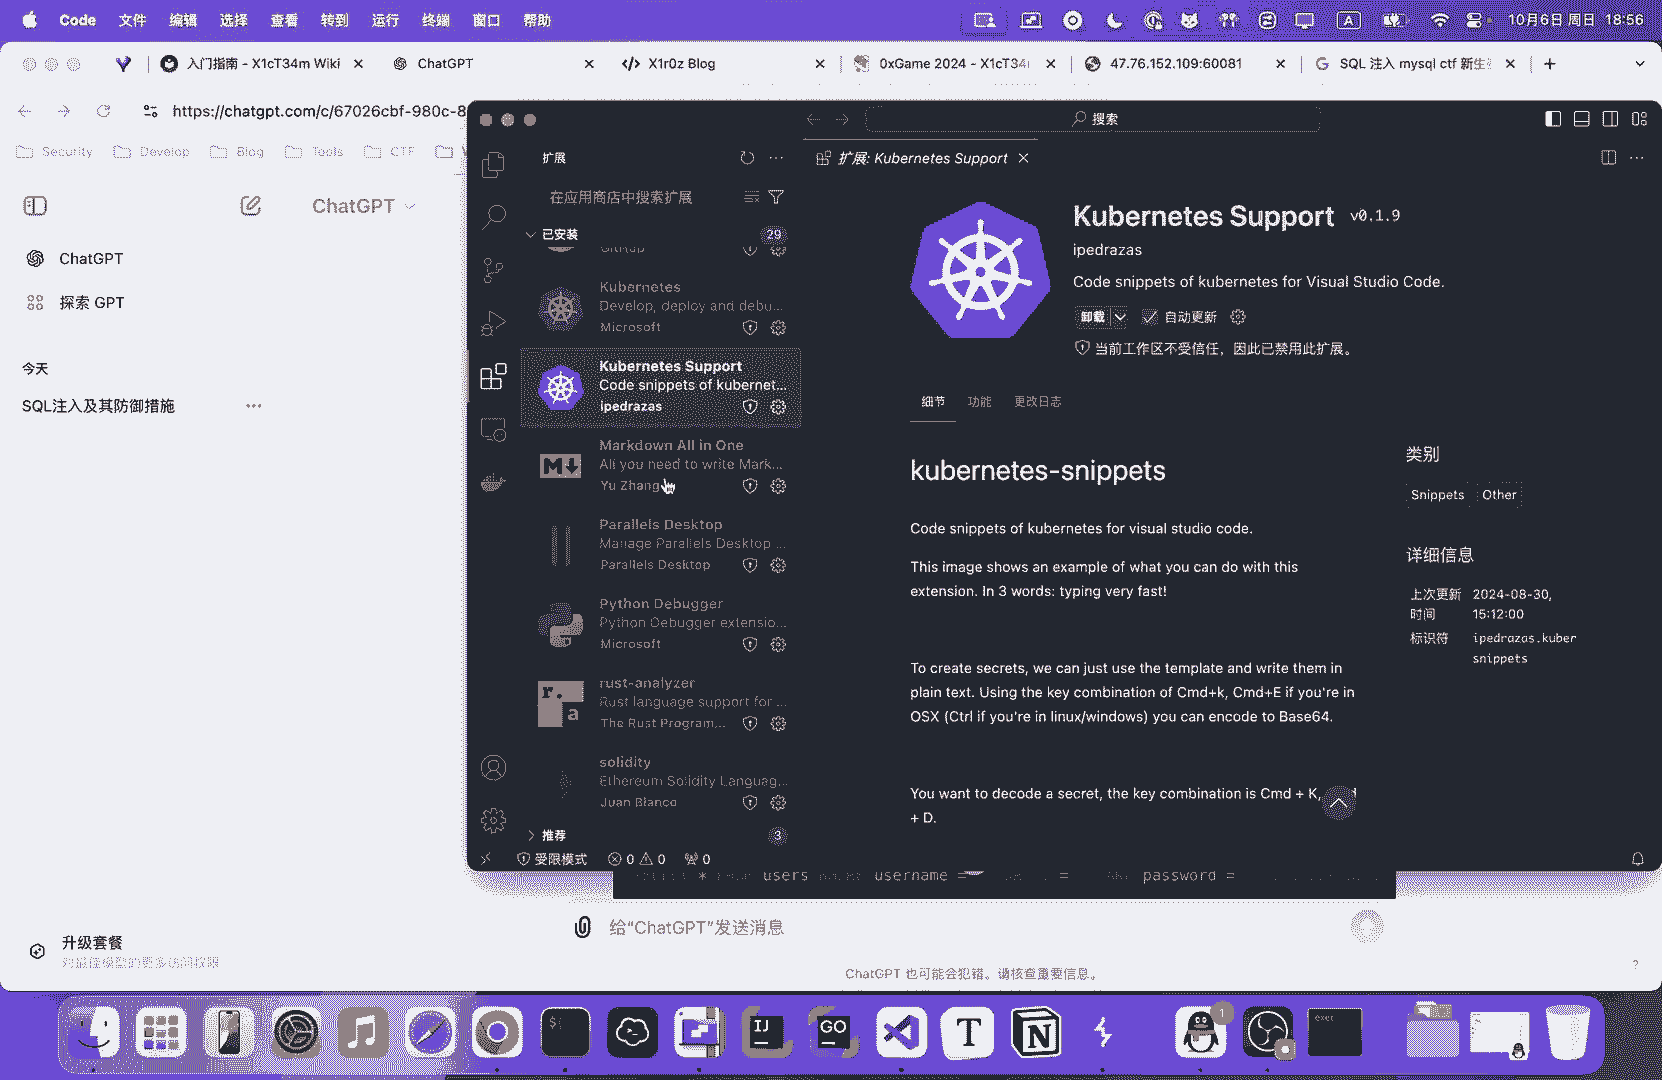 Code 文件 编辑 选择 查看 转到 运行 终端 窗口 帮助 A 10月6日 周日 18:56
入门指南 - X1cT34m Wiki
ChatGPT
X1r0z Blog
0xGame 2024 - X1cT34
47.76.152.109:60081
SQL 注入 mysql ctf 新生
https://chatgpt.com/c/67026cbf-980c-8
Security Develop Blog Tools CTF
ChatGPT
ChatGPT
探索 GPT
今天
SQL注入及其防御措施
升级套餐
对最佳模型的更多访问权限
搜索
扩展
在应用商店中搜索扩展
已安装 29
GitHub
Kubernetes
Develop, deploy and debu...
Microsoft
Kubernetes Support
Code snippets of kubernet...
ipedrazas
Markdown All in One
All you need to write Mark...
Yu Zhang
Parallels Desktop
Manage Parallels Desktop ...
Parallels Desktop
Python Debugger
Python Debugger extensio...
Microsoft
rust-analyzer
Rust language support for ...
The Rust Program...
solidity
Ethereum Solidity Languag...
Juan Blanco
推荐 3
受限模式 0 0 0
扩展: Kubernetes Support
Kubernetes Support v0.1.9
ipedrazas
Code snippets of kubernetes for Visual Studio Code.
卸载 自动更新
当前工作区不受信任，因此已禁用此扩展。
细节 功能 更改日志
kubernetes-snippets
Code snippets of kubernetes for visual studio code.
This image shows an example of what you can do with this
extension. In 3 words: typing very fast!
To create secrets, we can just use the template and write them in
plain text. Using the key combination of Cmd+k, Cmd+E if you're in
OSX (Ctrl if you're in linux/windows) you can encode to Base64.
You want to decode a secret, the key combination is Cmd + K,
+ D.
类别
Snippets Other
详细信息
上次更新 2024-08-30,
时间 15:12:00
标识符 ipedrazas.kuber
snippets
* users username = = password =
给“ChatGPT”发送消息
ChatGPT 也可能会犯错。请核查重要信息。
?
$
IJ
GO
T
N
1
exec